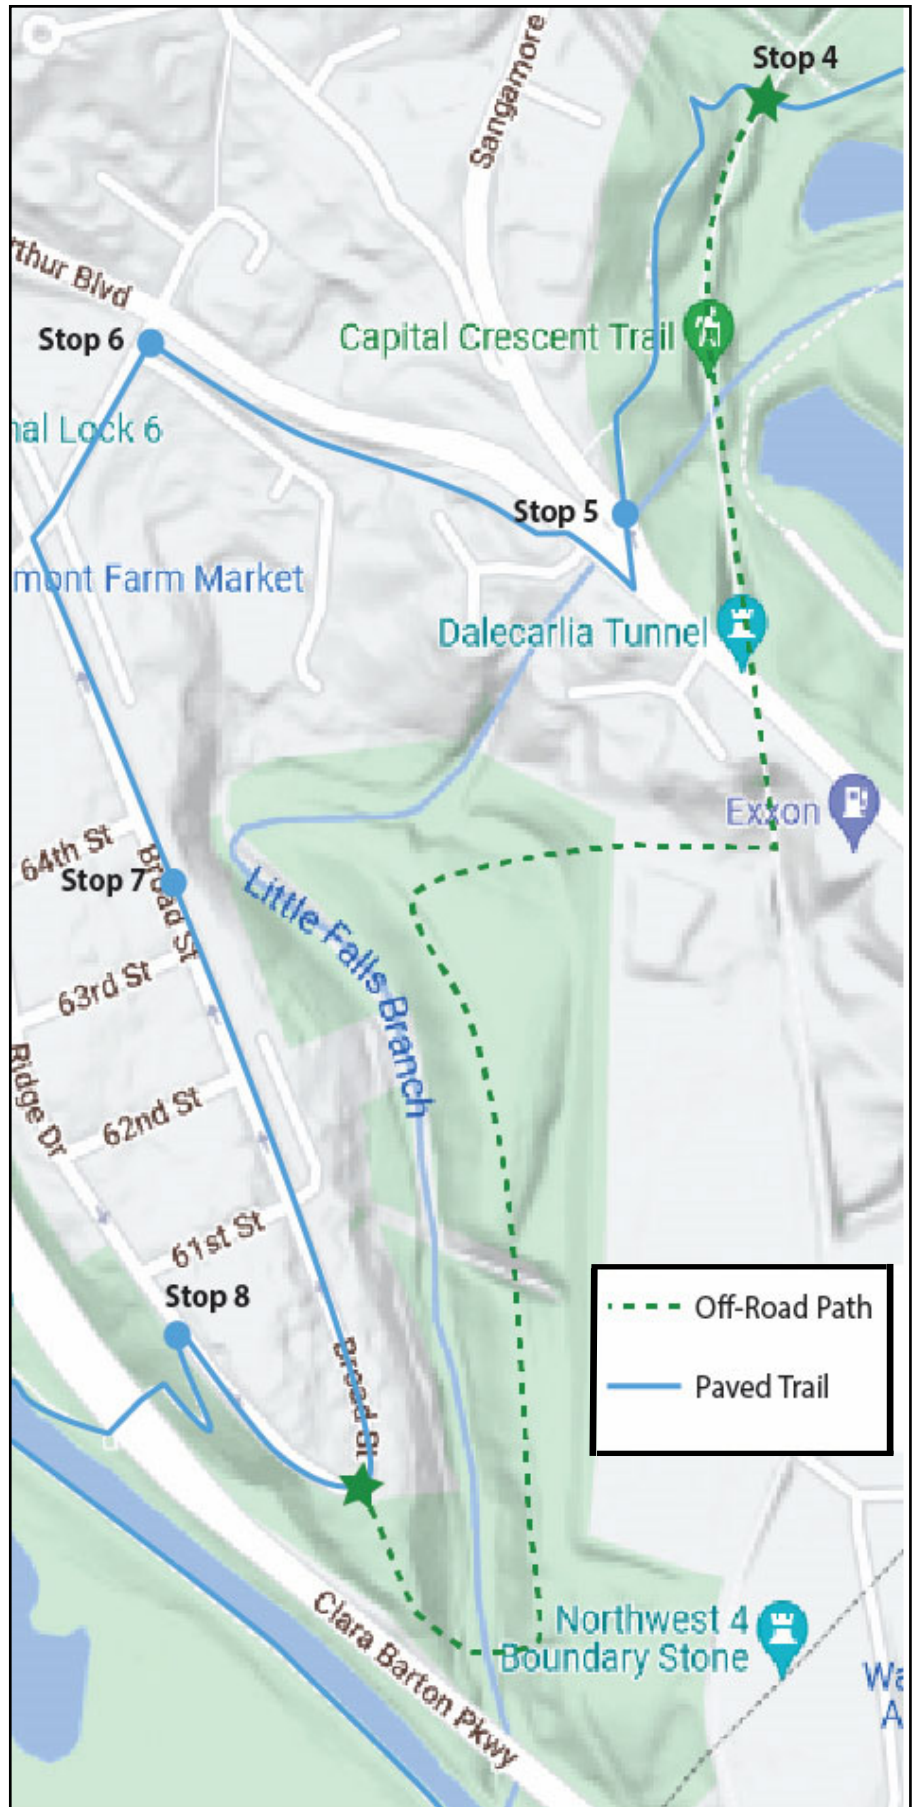 Stop 4
Sangamore
rthur Blvd
Stop 6
Capital Crescent Trail
nal Lock 6
Stop 5
mont Farm Market
Dalecarlia Tunnel
Exxon
64th St
Stop 7
Broad St
Little Falls Branch
63rd St
Ridge Dr
62nd St
61st St
Stop 8
Off-Road Path
Broad St
Paved Trail
Clara Barton Pkwy
Northwest 4
Boundary Stone
Wa
A